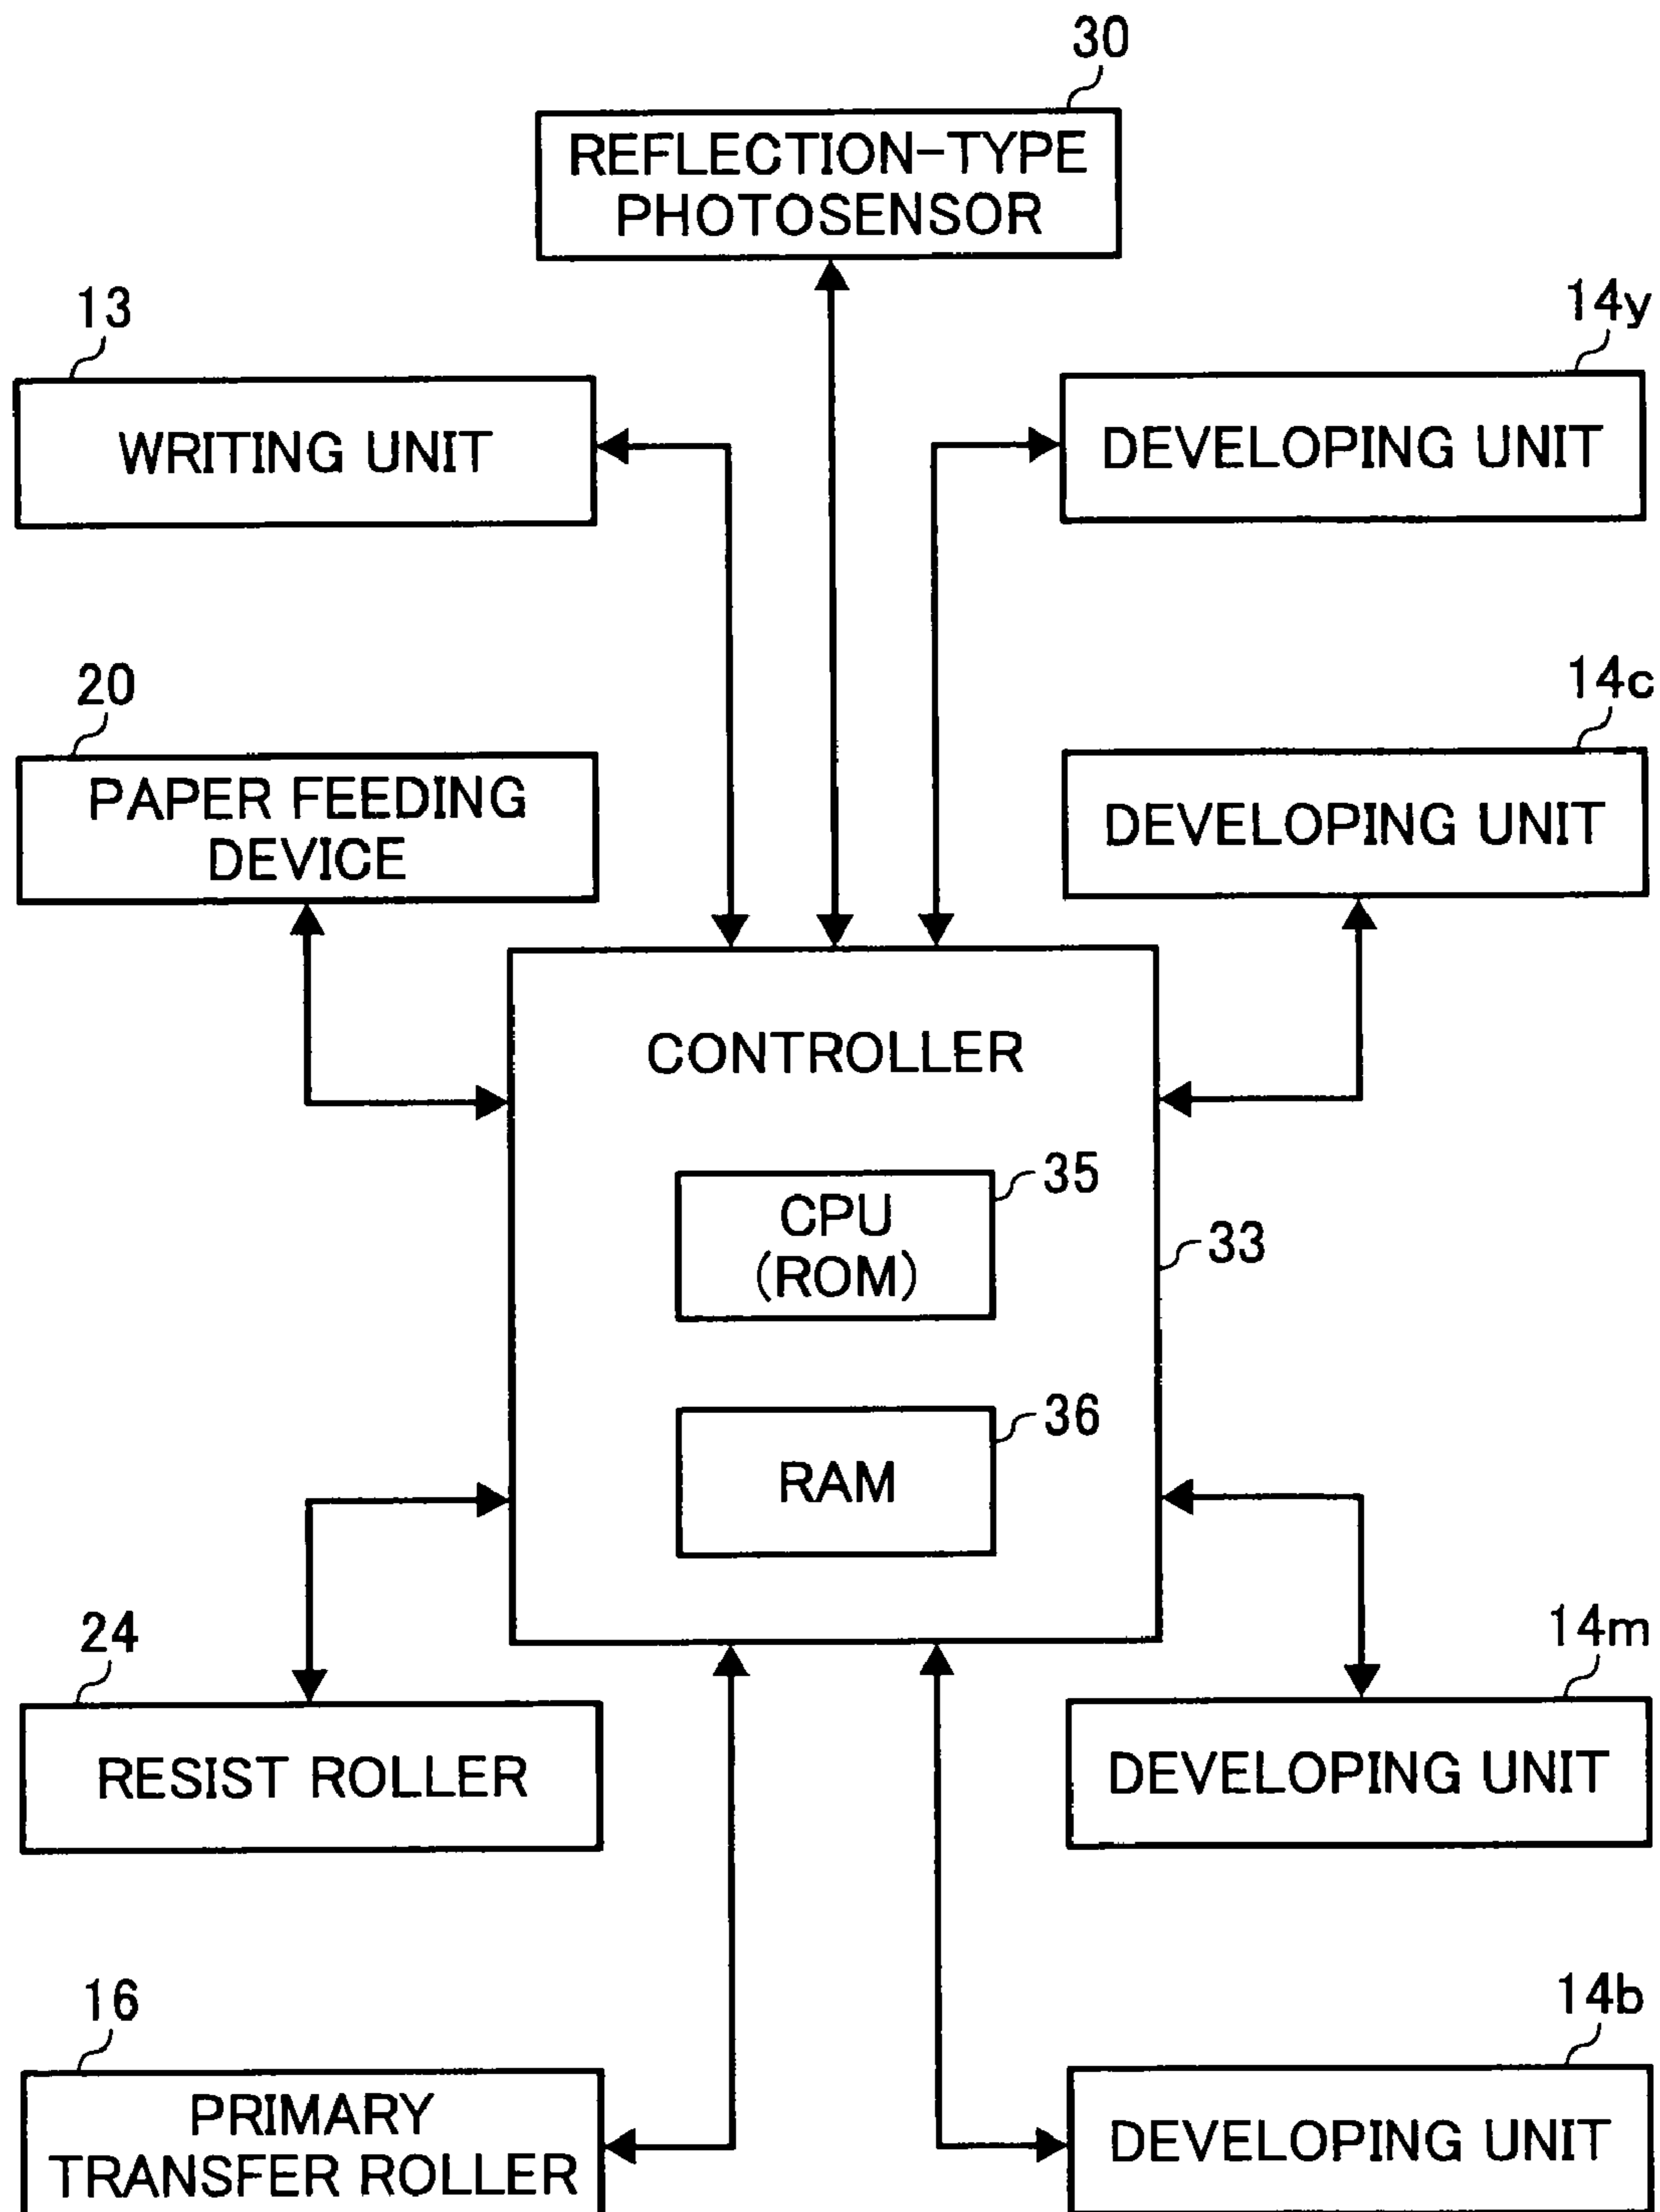 30
REFLECTION-TYPE
PHOTOSENSOR
13
WRITING UNIT
14y
DEVELOPING UNIT
20
PAPER FEEDING
DEVICE
14c
DEVELOPING UNIT
CONTROLLER
35
CPU
(ROM)
33
36
RAM
24
RESIST ROLLER
14m
DEVELOPING UNIT
16
PRIMARY
TRANSFER ROLLER
14b
DEVELOPING UNIT